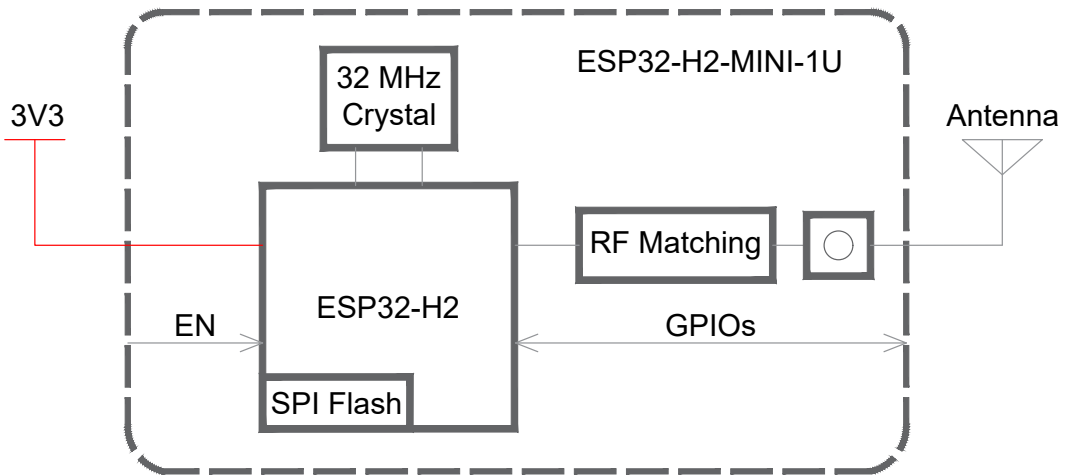 ESP32-H2-MINI-1U
32 MHz
Crystal
3V3
Antenna
RF Matching
ESP32-H2
EN
GPIOs
SPI Flash